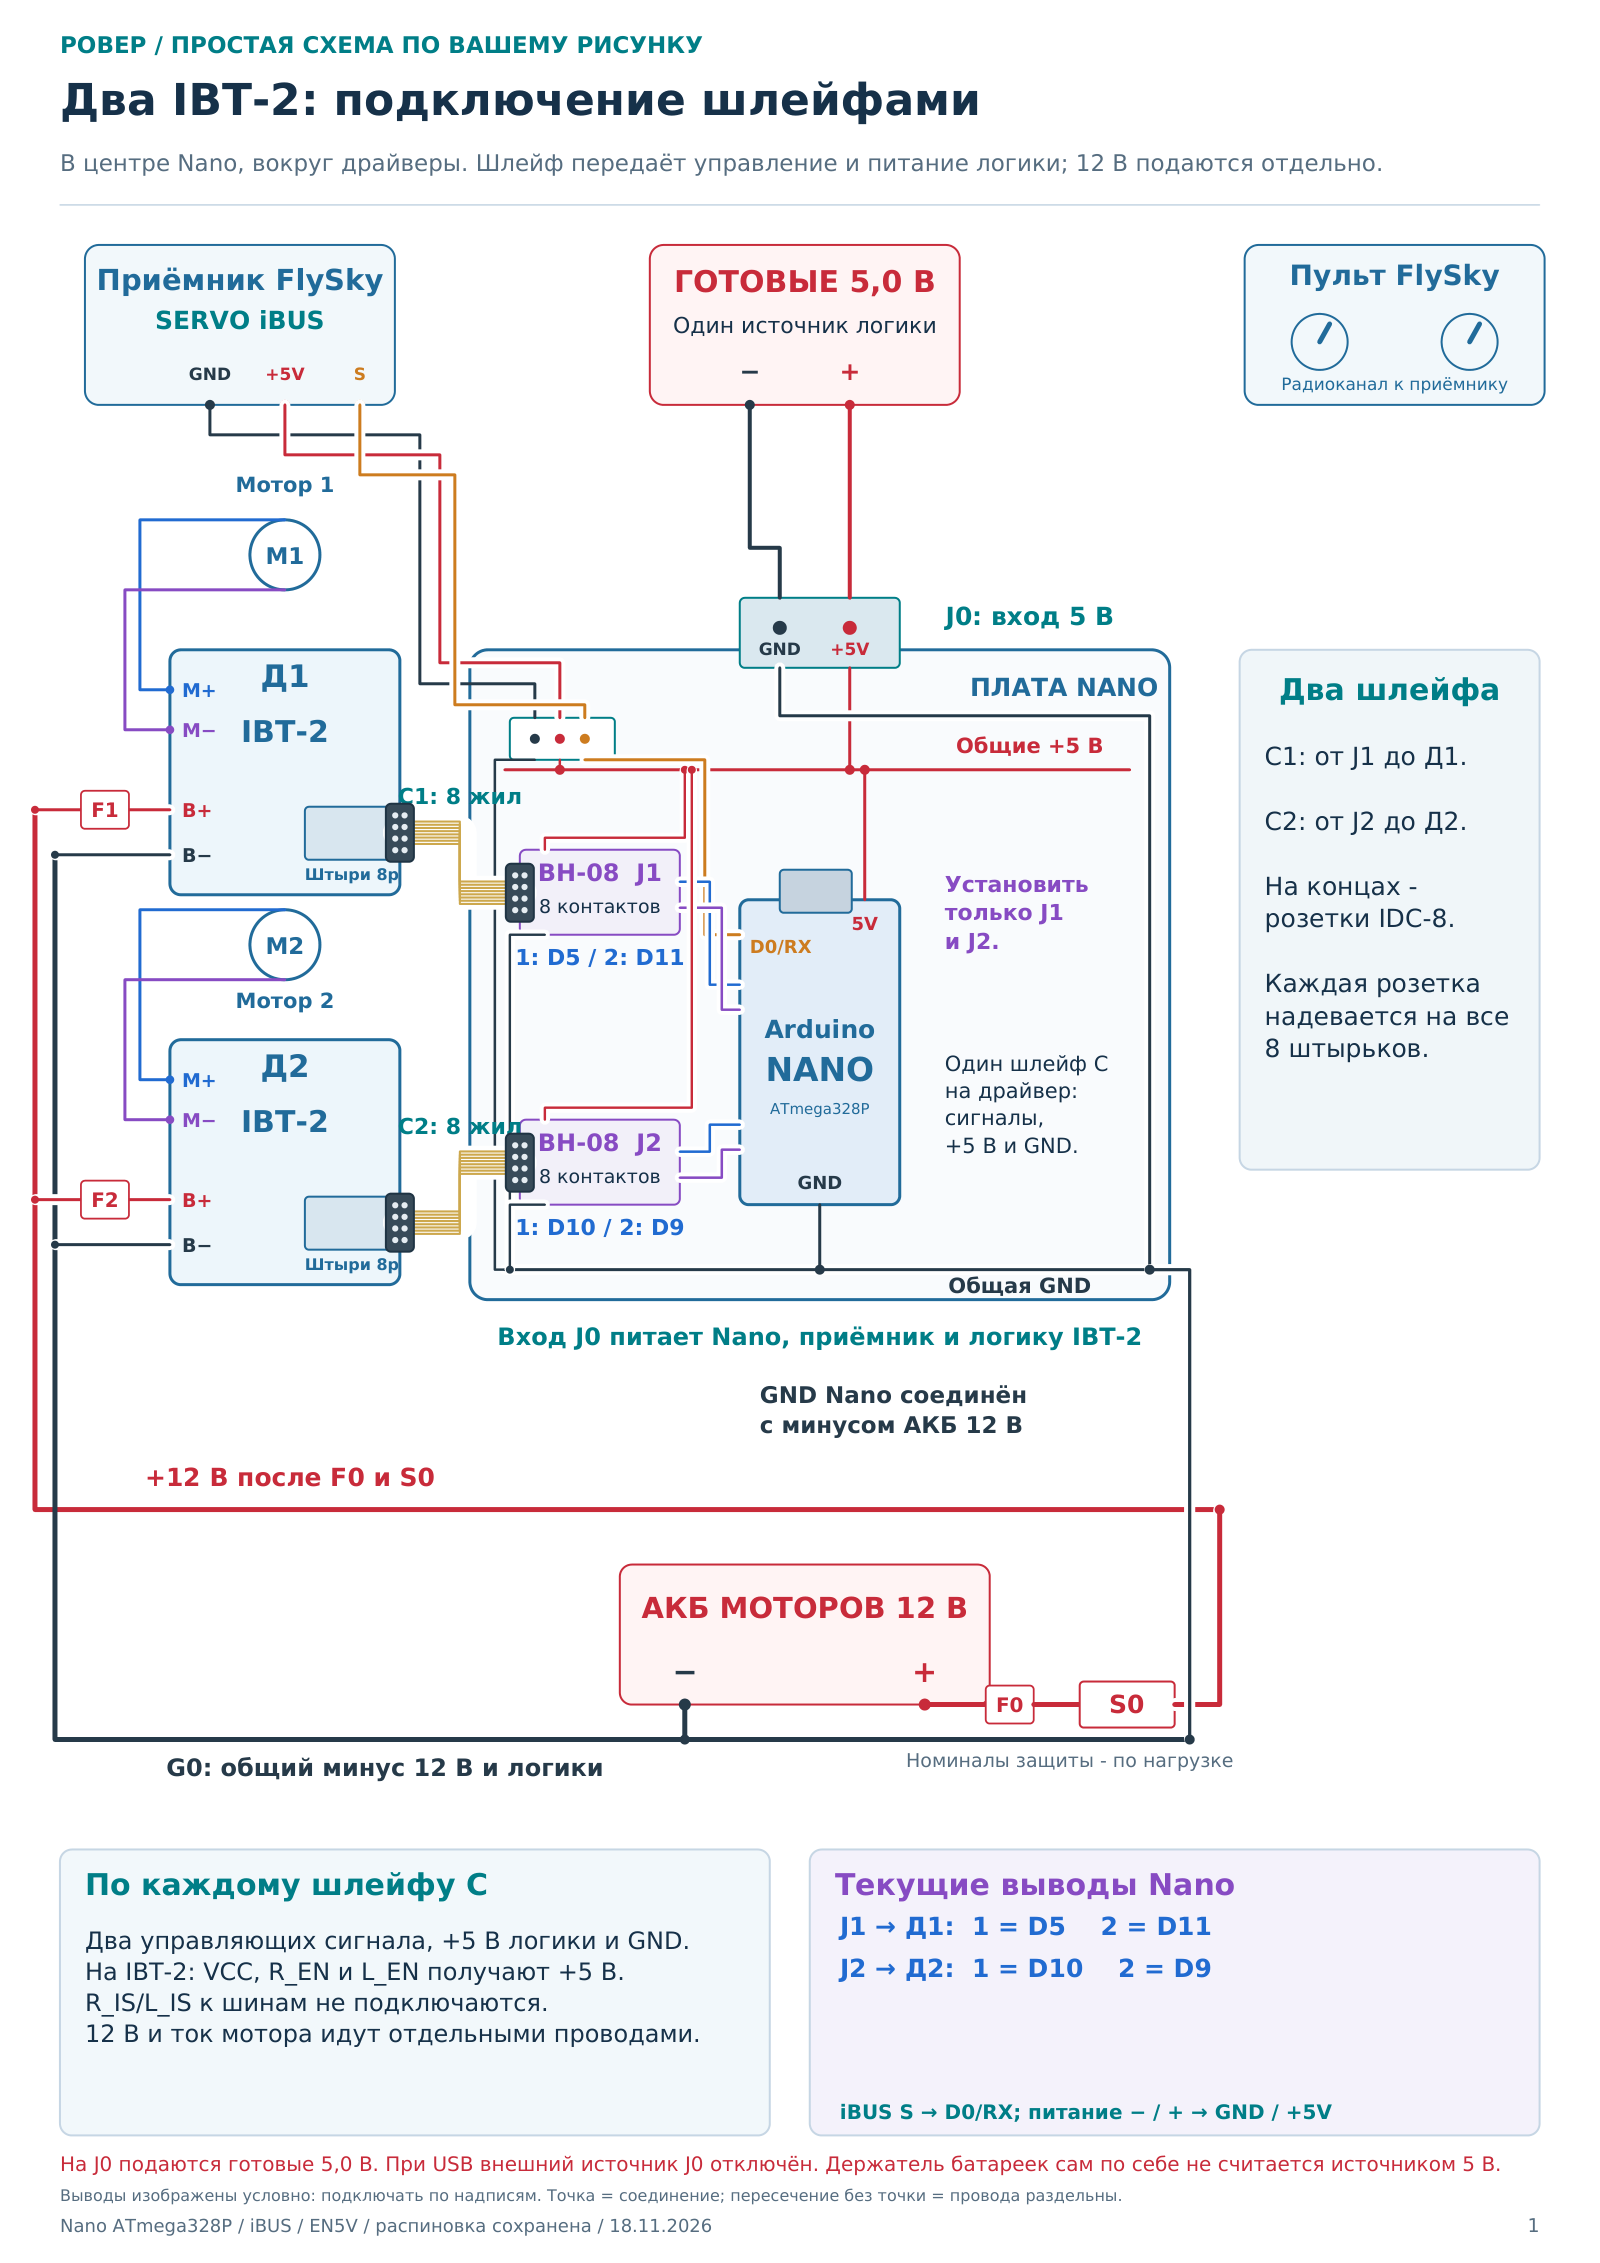 РОВЕР / ПРОСТАЯ СХЕМА ПО ВАШЕМУ РИСУНКУ
Два IBT-2: подключение шлейфами
В центре Nano, вокруг драйверы. Шлейф передаёт управление и питание логики; 12 В подаются отдельно.
Приёмник FlySky
SERVO iBUS
GND +5V S
ГОТОВЫЕ 5,0 В
Один источник логики
− +
Пульт FlySky
Радиоканал к приёмнику
Мотор 1
M1
J0: вход 5 В
GND +5V
ПЛАТА NANO
Общие +5 В
Д1
IBT-2
M+
M−
F1
B+
B−
Штыри 8p
C1: 8 жил
BH-08 J1
8 контактов
1: D5 / 2: D11
5V
D0/RX
Arduino
NANO
ATmega328P
GND
Установить
только J1
и J2.
Один шлейф С
на драйвер:
сигналы,
+5 В и GND.
Два шлейфа
C1: от J1 до Д1.
C2: от J2 до Д2.
На концах -
розетки IDC-8.
Каждая розетка
надевается на все
8 штырьков.
M2
Мотор 2
Д2
IBT-2
M+
M−
F2
B+
B−
Штыри 8p
C2: 8 жил
BH-08 J2
8 контактов
1: D10 / 2: D9
Общая GND
Вход J0 питает Nano, приёмник и логику IBT-2
GND Nano соединён
с минусом АКБ 12 В
+12 В после F0 и S0
АКБ МОТОРОВ 12 В
− +
F0
S0
G0: общий минус 12 В и логики
Номиналы защиты - по нагрузке
По каждому шлейфу С
Два управляющих сигнала, +5 В логики и GND.
На IBT-2: VCC, R_EN и L_EN получают +5 В.
R_IS/L_IS к шинам не подключаются.
12 В и ток мотора идут отдельными проводами.
Текущие выводы Nano
J1 → Д1: 1 = D5 2 = D11
J2 → Д2: 1 = D10 2 = D9
iBUS S → D0/RX; питание − / + → GND / +5V
На J0 подаются готовые 5,0 В. При USB внешний источник J0 отключён. Держатель батареек сам по себе не считается источником 5 В.
Выводы изображены условно: подключать по надписям. Точка = соединение; пересечение без точки = провода раздельны.
Nano ATmega328P / iBUS / EN5V / распиновка сохранена / 18.11.2026
1